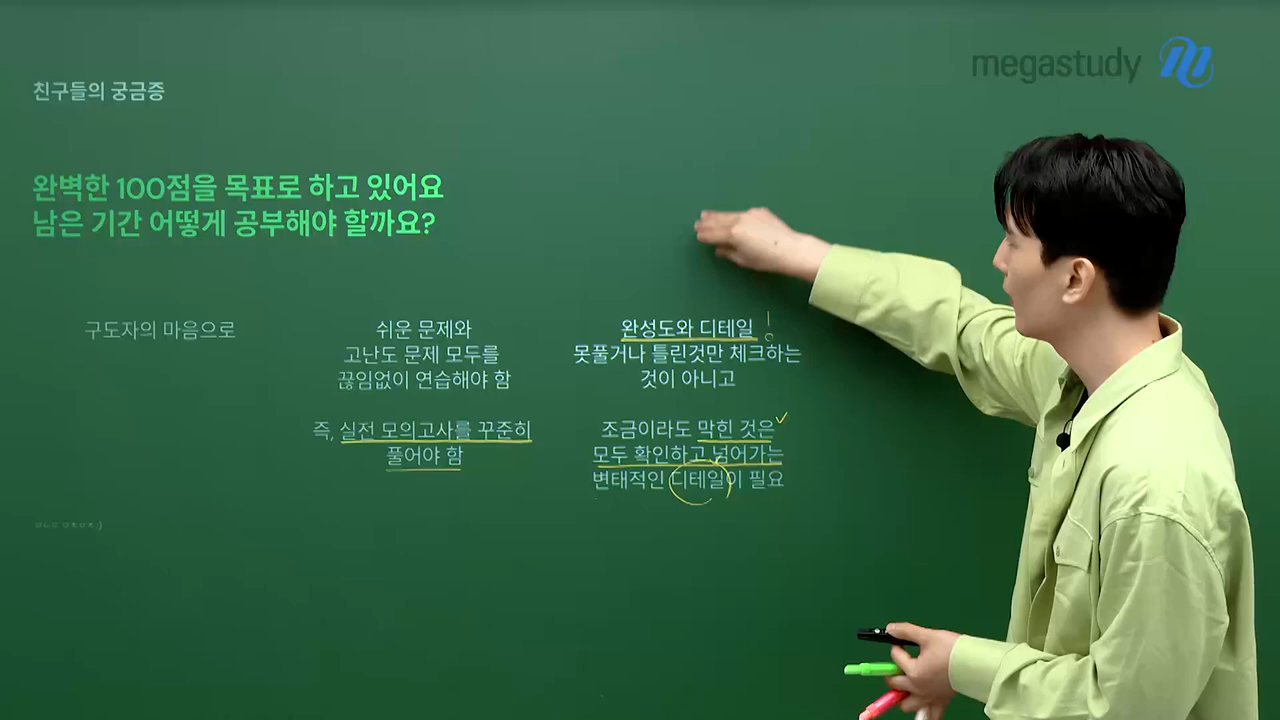 megastudy
친구들의 궁금증
완벽한 100점을 목표로 하고 있어요
남은 기간 어떻게 공부해야 할까요?
구도자의 마음으로
쉬운 문제와
고난도 문제 모두를
끊임없이 연습해야 함
즉, 실전 모의고사를 꾸준히
풀어야 함
완성도와 디테일 !
못풀거나 틀린것만 체크하는
것이 아니고
조금이라도 막힌 것은
모두 확인하고 넘어가는
변태적인 디테일이 필요